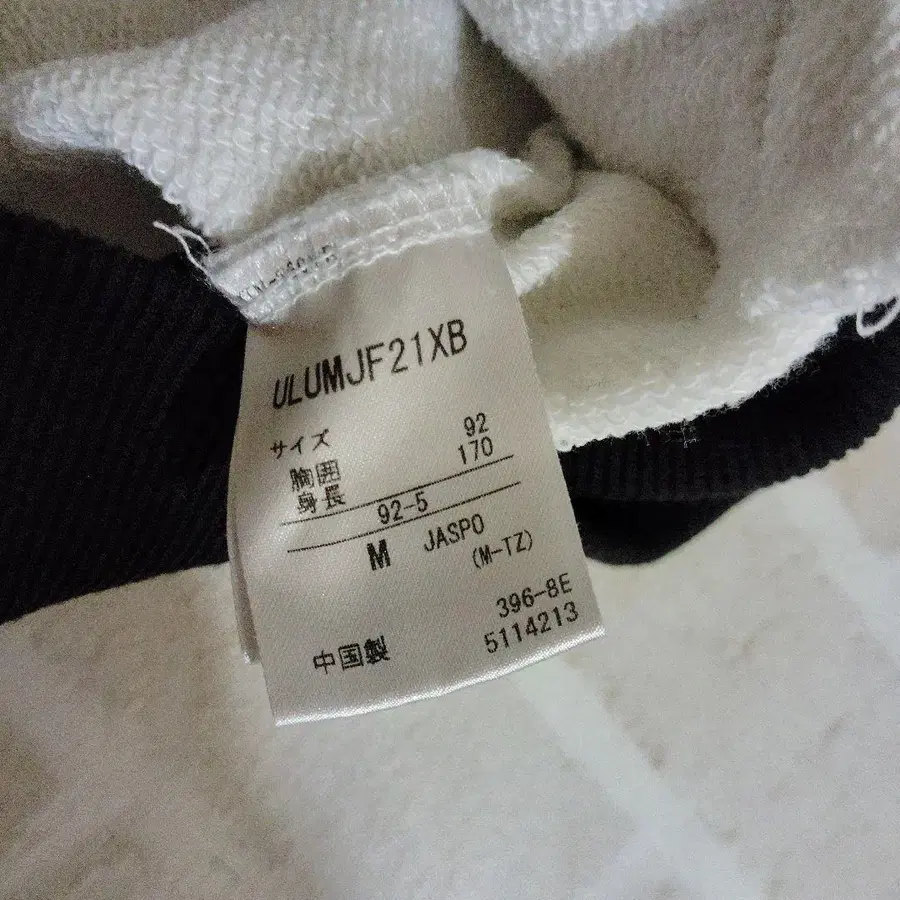 ULUMJF21XB
サイズ
胸囲 92
身長 170
92-5
M JASPO
(M-TZ)
396-8E
中国製 5114213